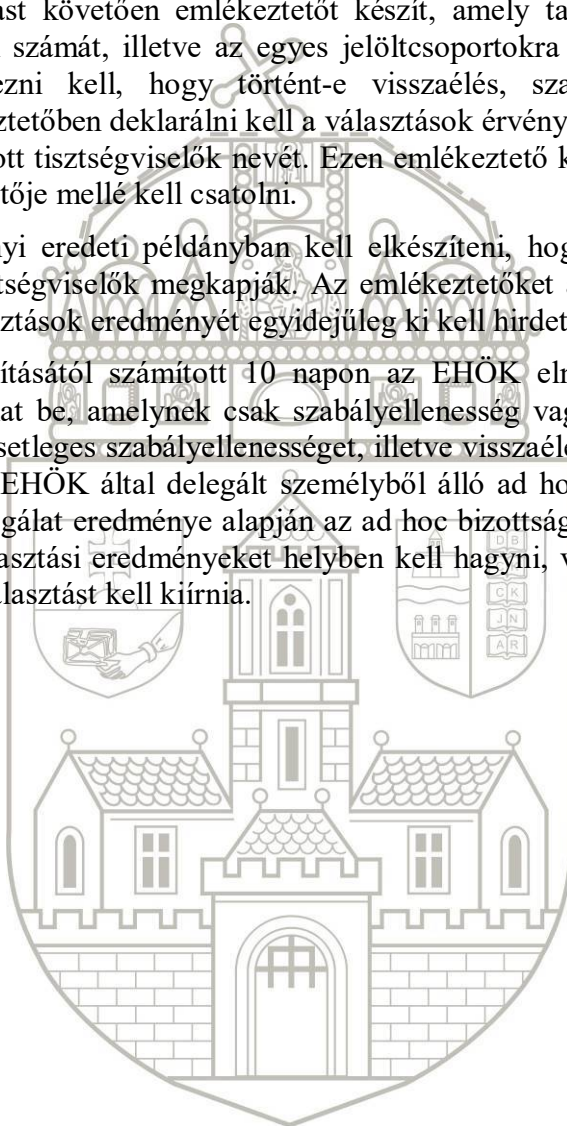 ást követően emlékeztetőt készít, amely ta
számát, illetve az egyes jelöltcsoportokra
ezni kell, hogy történt-e visszaélés, sza
ztetőben deklarálni kell a választások érvény
ott tisztségviselők nevét. Ezen emlékeztető k
tője mellé kell csatolni.
nyi eredeti példányban kell elkészíteni, hog
tségviselők megkapják. Az emlékeztetőket
sztások eredményét egyidejűleg ki kell hirdet
ításától számított 10 napon az EHÖK eln
at be, amelynek csak szabályellenesség vag
setleges szabályellenességet, illetve visszaél
EHÖK által delegált személyből álló ad ho
gálat eredménye alapján az ad hoc bizottság
asztási eredményeket helyben kell hagyni, v
álasztást kell kiírnia.
D B
C K
J N
A R